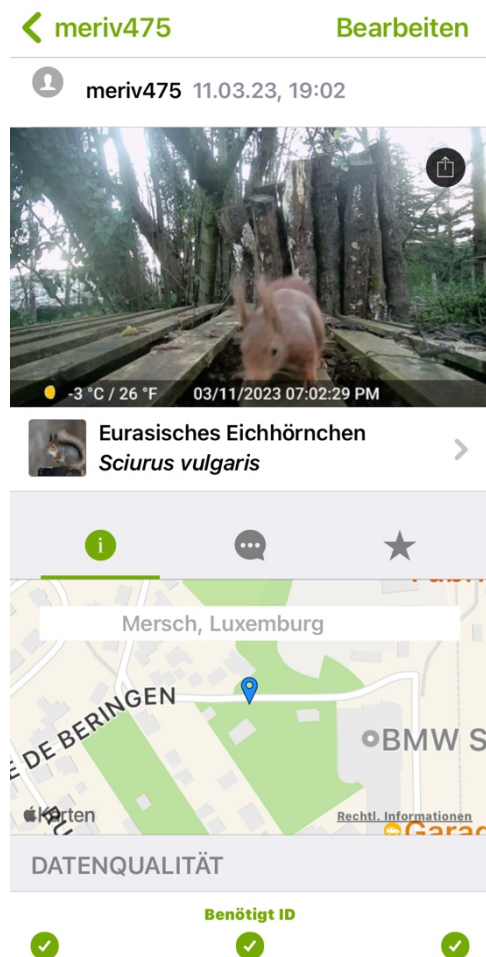 meriv475
Bearbeiten
meriv475 11.03.23, 19:02
-3 °C / 26 °F 03/11/2023 07:02:29 PM
Eurasisches Eichhörnchen
Sciurus vulgaris
Mersch, Luxemburg
DE BERINGEN
BMW S
Karten
Rechtl. Informationen
Garag
DATENQUALITÄT
Benötigt ID